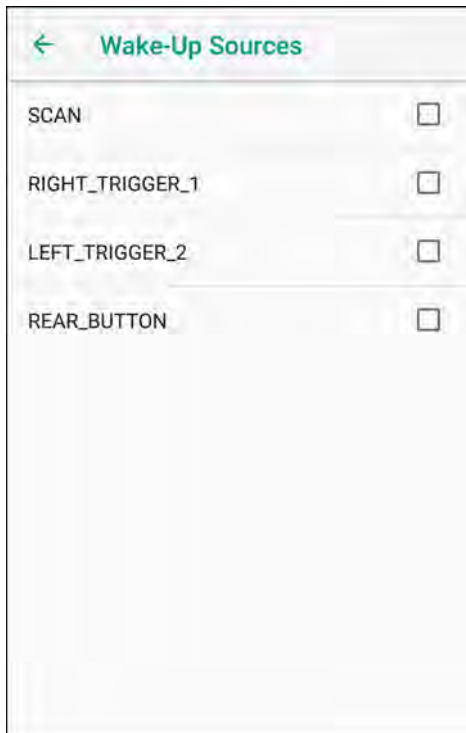 Wake-Up Sources
SCAN
RIGHT_TRIGGER_1
LEFT_TRIGGER_2
REAR_BUTTON